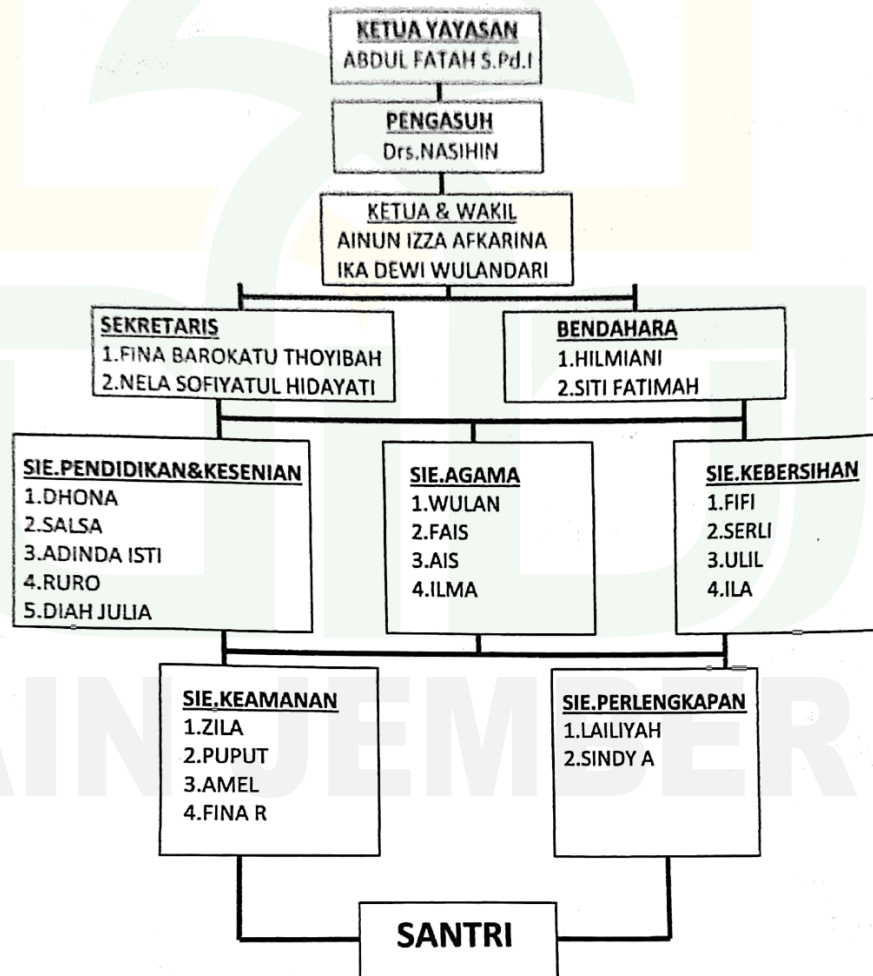 KETUA YAYASAN
ABDUL FATAH S.Pd.I
PENGASUH
Drs.NASIHIN
KETUA & WAKIL
AINUN IZZA AFKARINA
IKA DEWI WULANDARI
SEKRETARIS
1.FINA BAROKATU THOYIBAH
2.NELA SOFIYATUL HIDAYATI
BENDAHARA
1.HILMIANI
2.SITI FATIMAH
SIE.PENDIDIKAN&KESENIAN
1.DHONA
2.SALSA
3.ADINDA ISTI
4.RURO
5.DIAH JULIA
SIE.AGAMA
1.WULAN
2.FAIS
3.AIS
4.ILMA
SIE.KEBERSIHAN
1.FIFI
2.SERLI
3.ULIL
4.ILA
SIE.KEAMANAN
1.ZILA
2.PUPUT
3.AMEL
4.FINA R
SIE.PERLENGKAPAN
1.LAILIYAH
2.SINDY A
SANTRI
AIN JEMBER